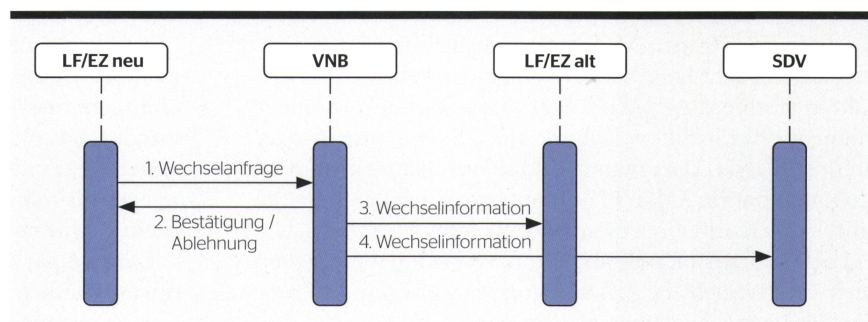 LF/EZ neu
VNB
LF/EZ alt
SDV
1. Wechselanfrage
2. Bestätigung /
Ablehnung
3. Wechselinformation
4. Wechselinformation